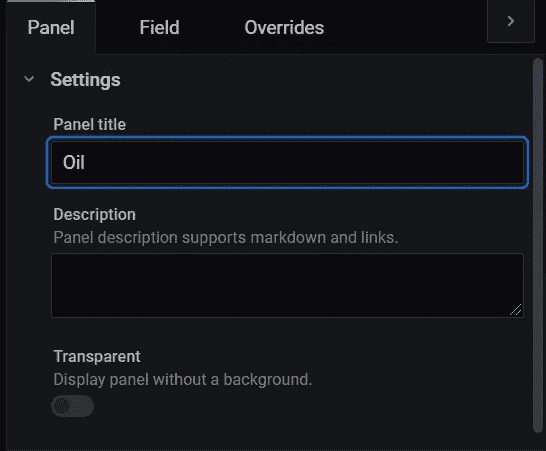 Panel Field Overrides
Settings
Panel title
Oil
Description
Panel description supports markdown and links.
Transparent
Display panel without a background.